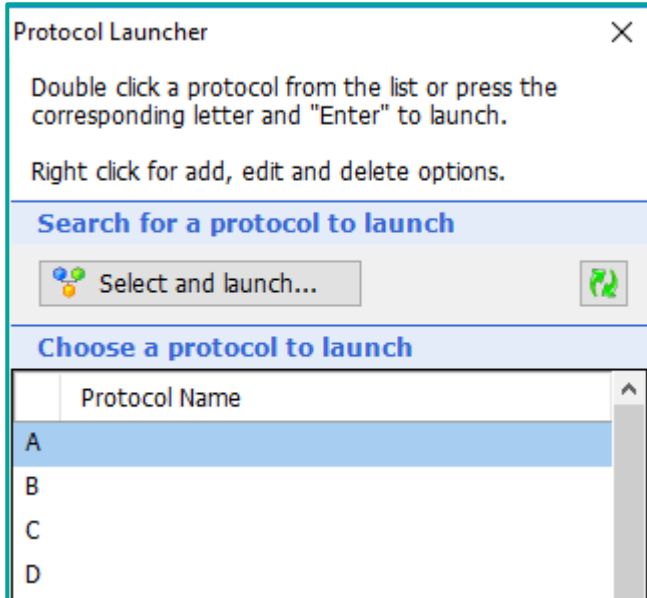 Protocol Launcher
Double click a protocol from the list or press the
corresponding letter and "Enter" to launch.
Right click for add, edit and delete options.
Search for a protocol to launch
Select and launch...
Choose a protocol to launch
Protocol Name
A
B
C
D